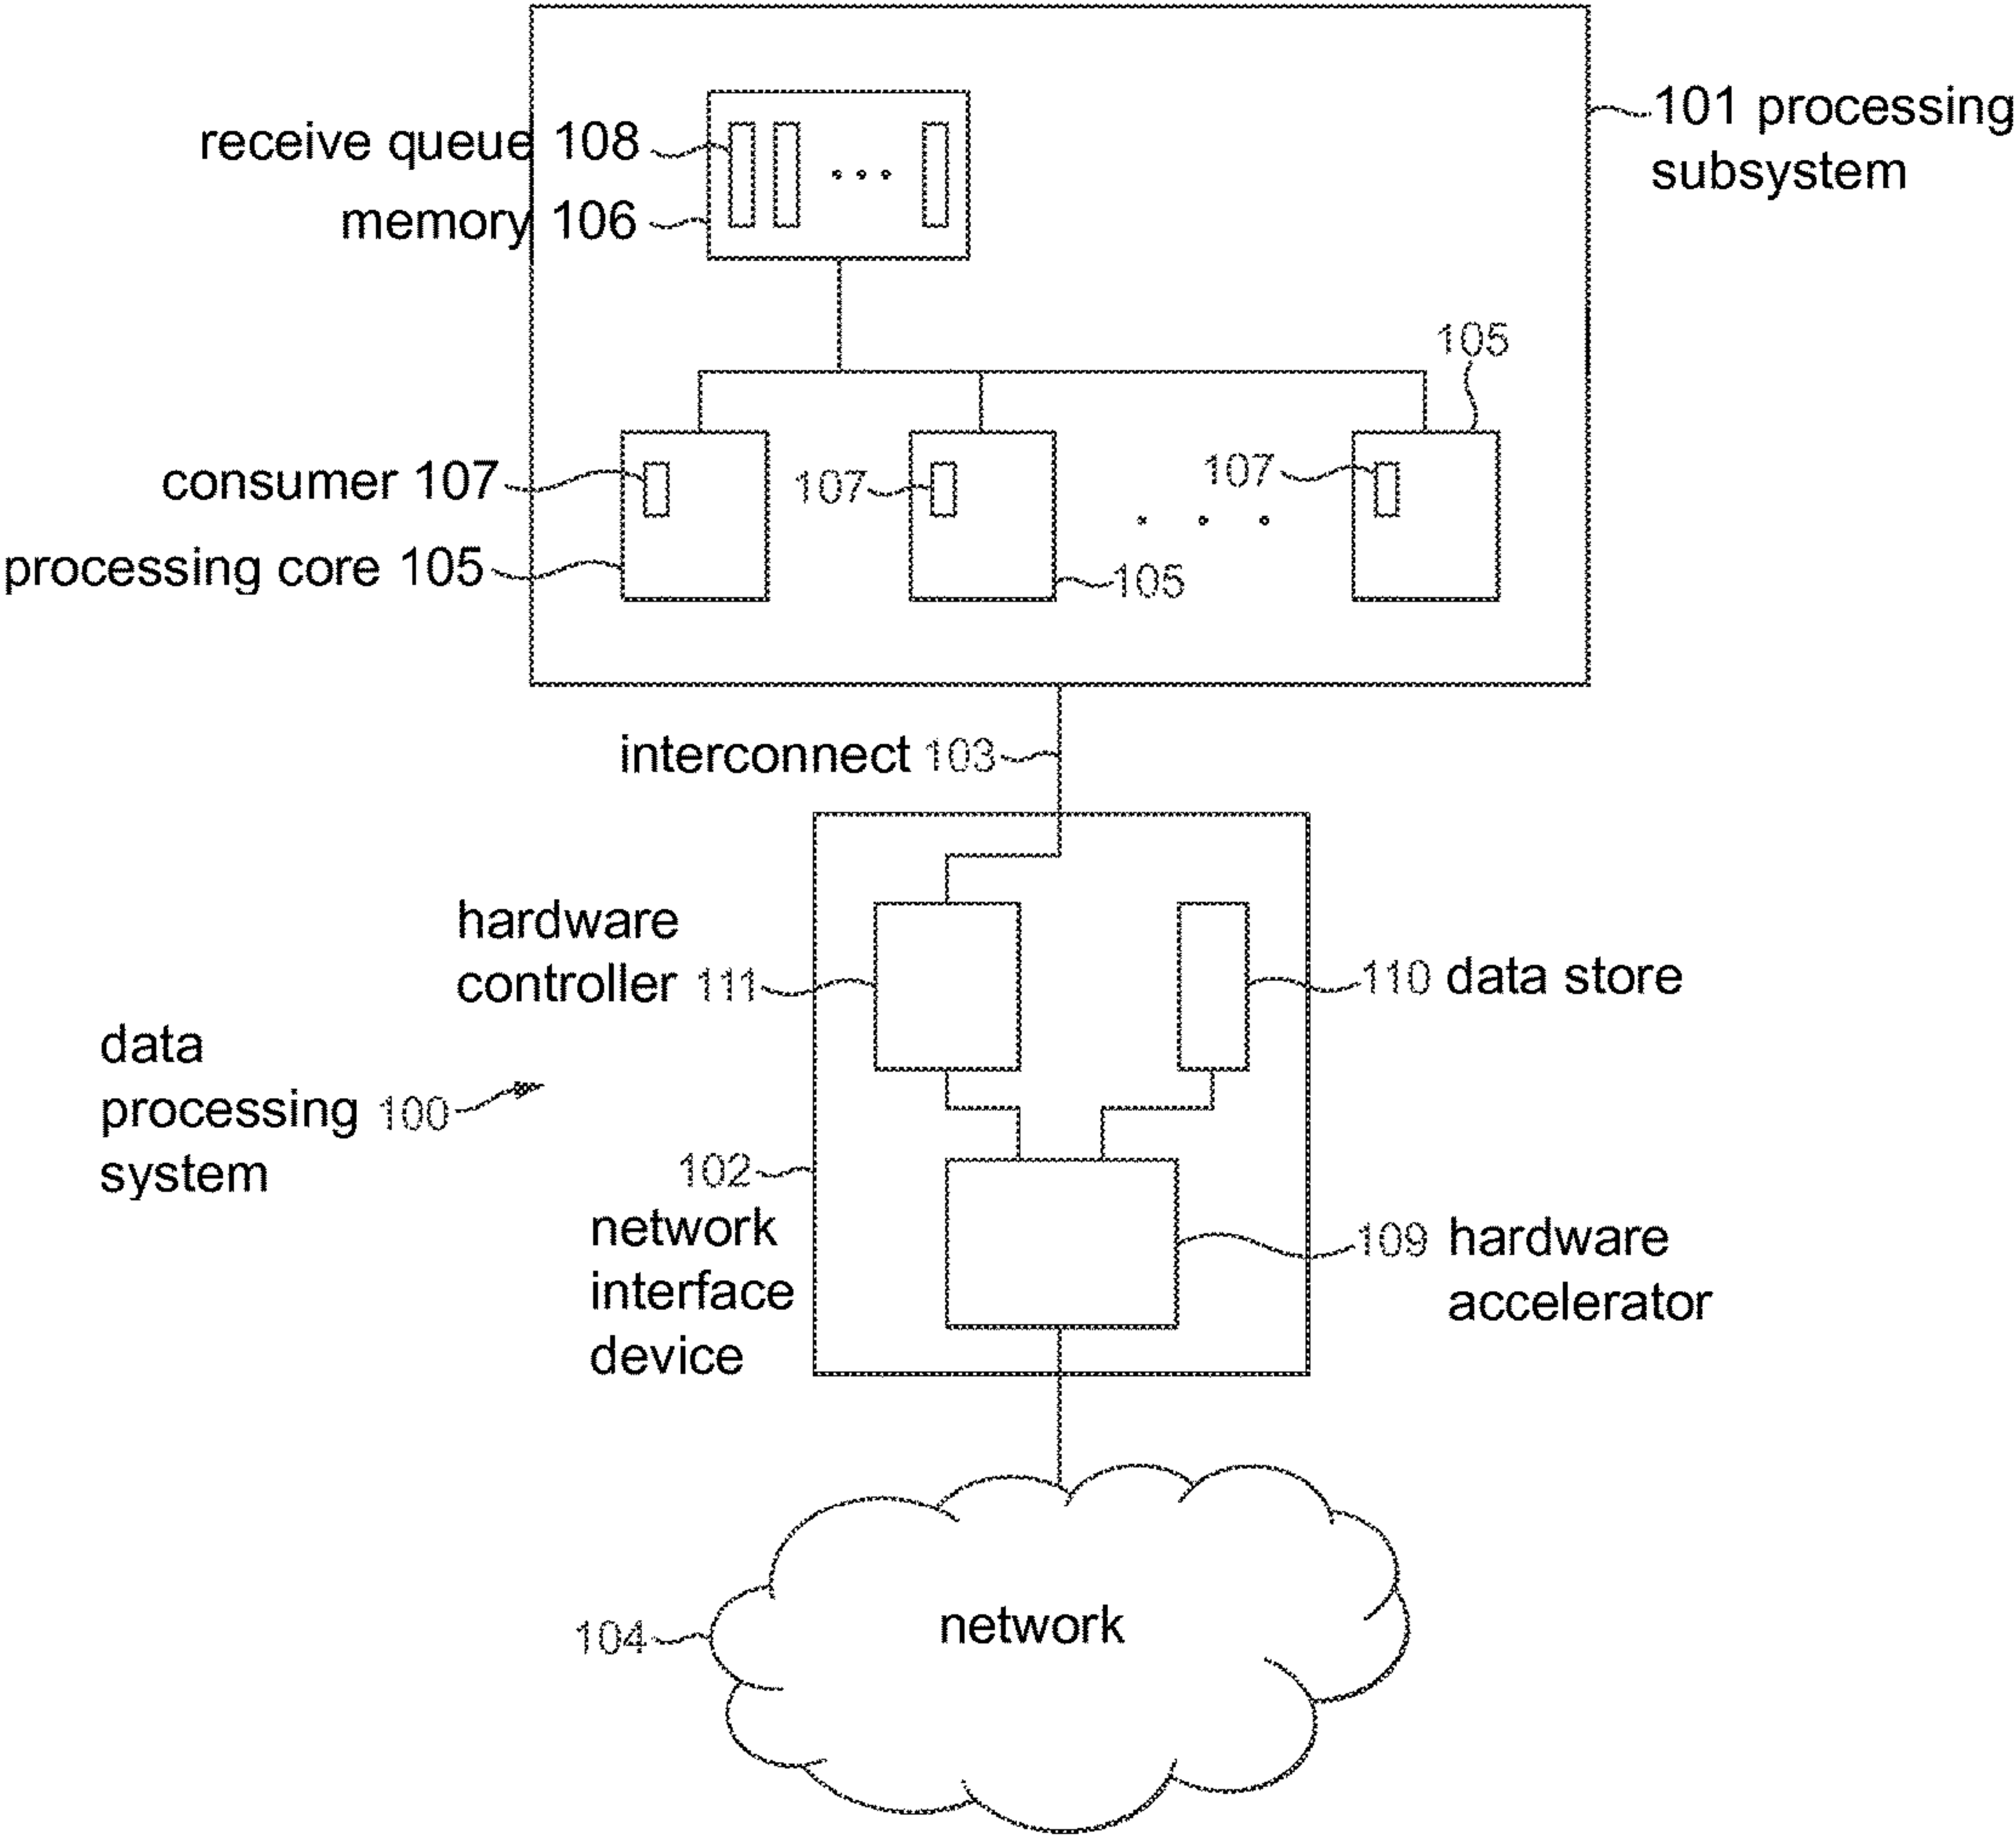 101 processing
subsystem
receive queue 108
memory 106
105
consumer 107
107
107
processing core 105
105
interconnect 103
hardware
controller 111
110 data store
data
processing 100
system
102
network
interface
device
109 hardware
accelerator
104
network